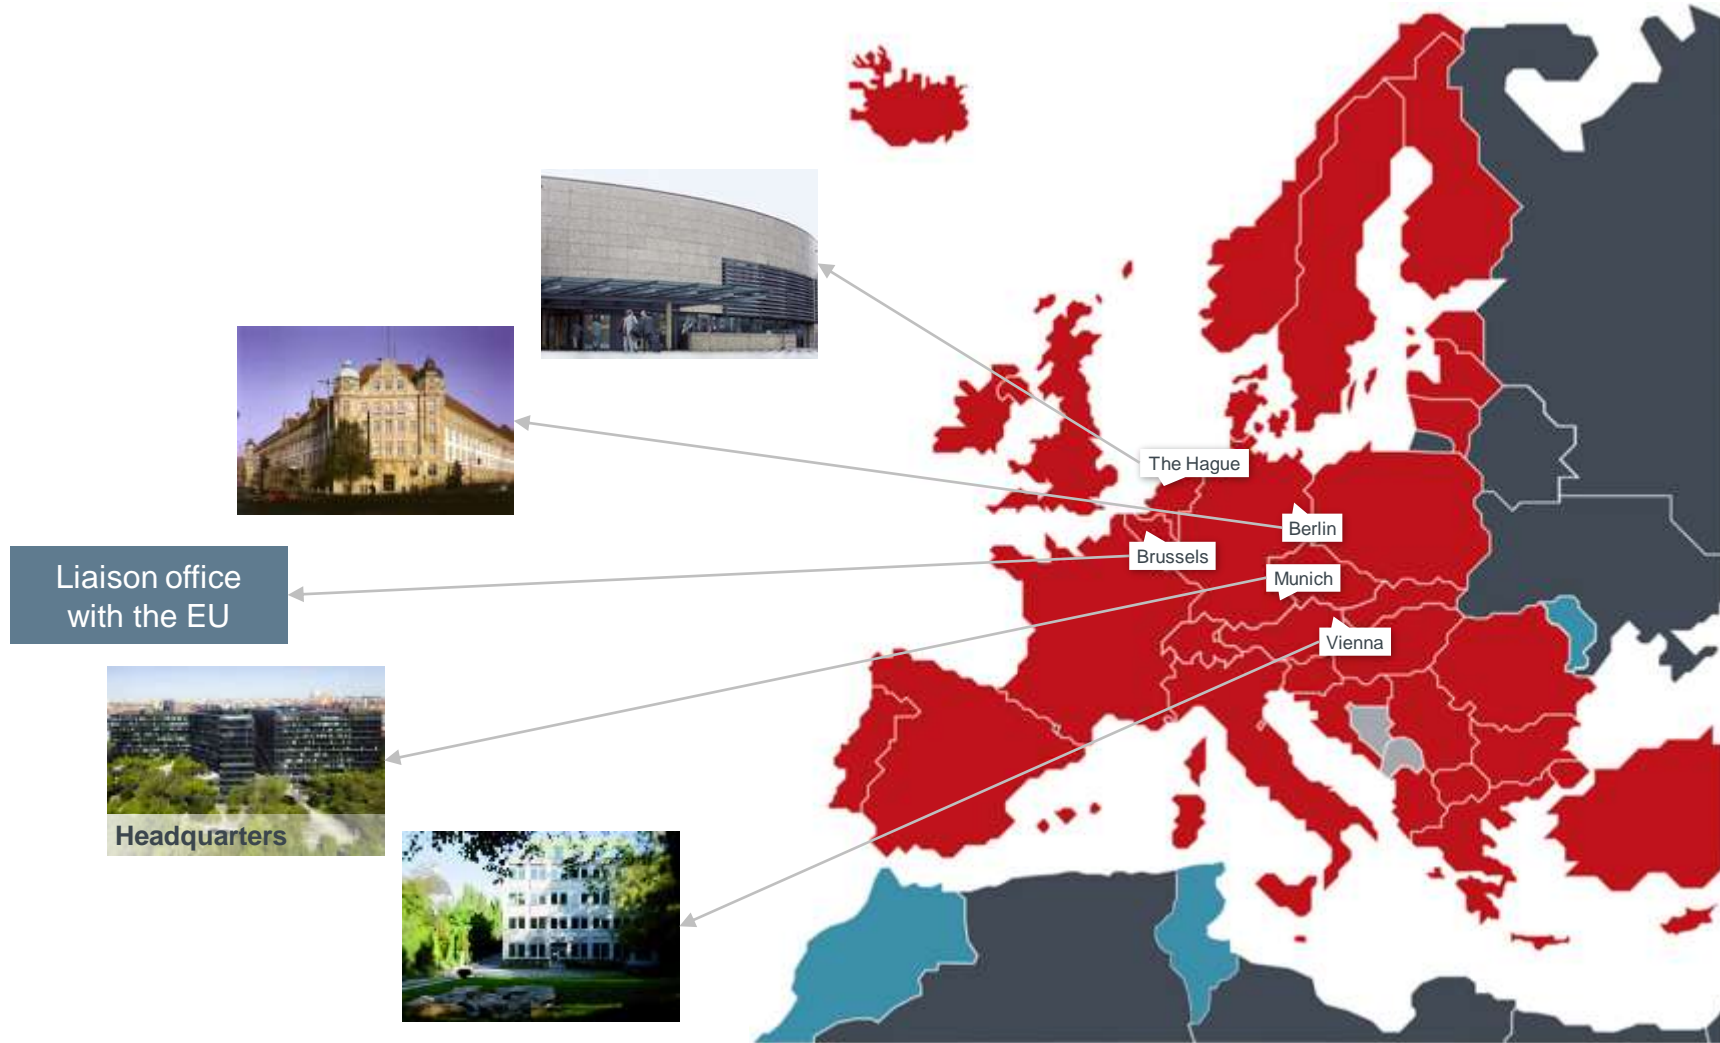 The Hague
Berlin
Brussels
Liaison office
with the EU
Munich
Vienna
Headquarters